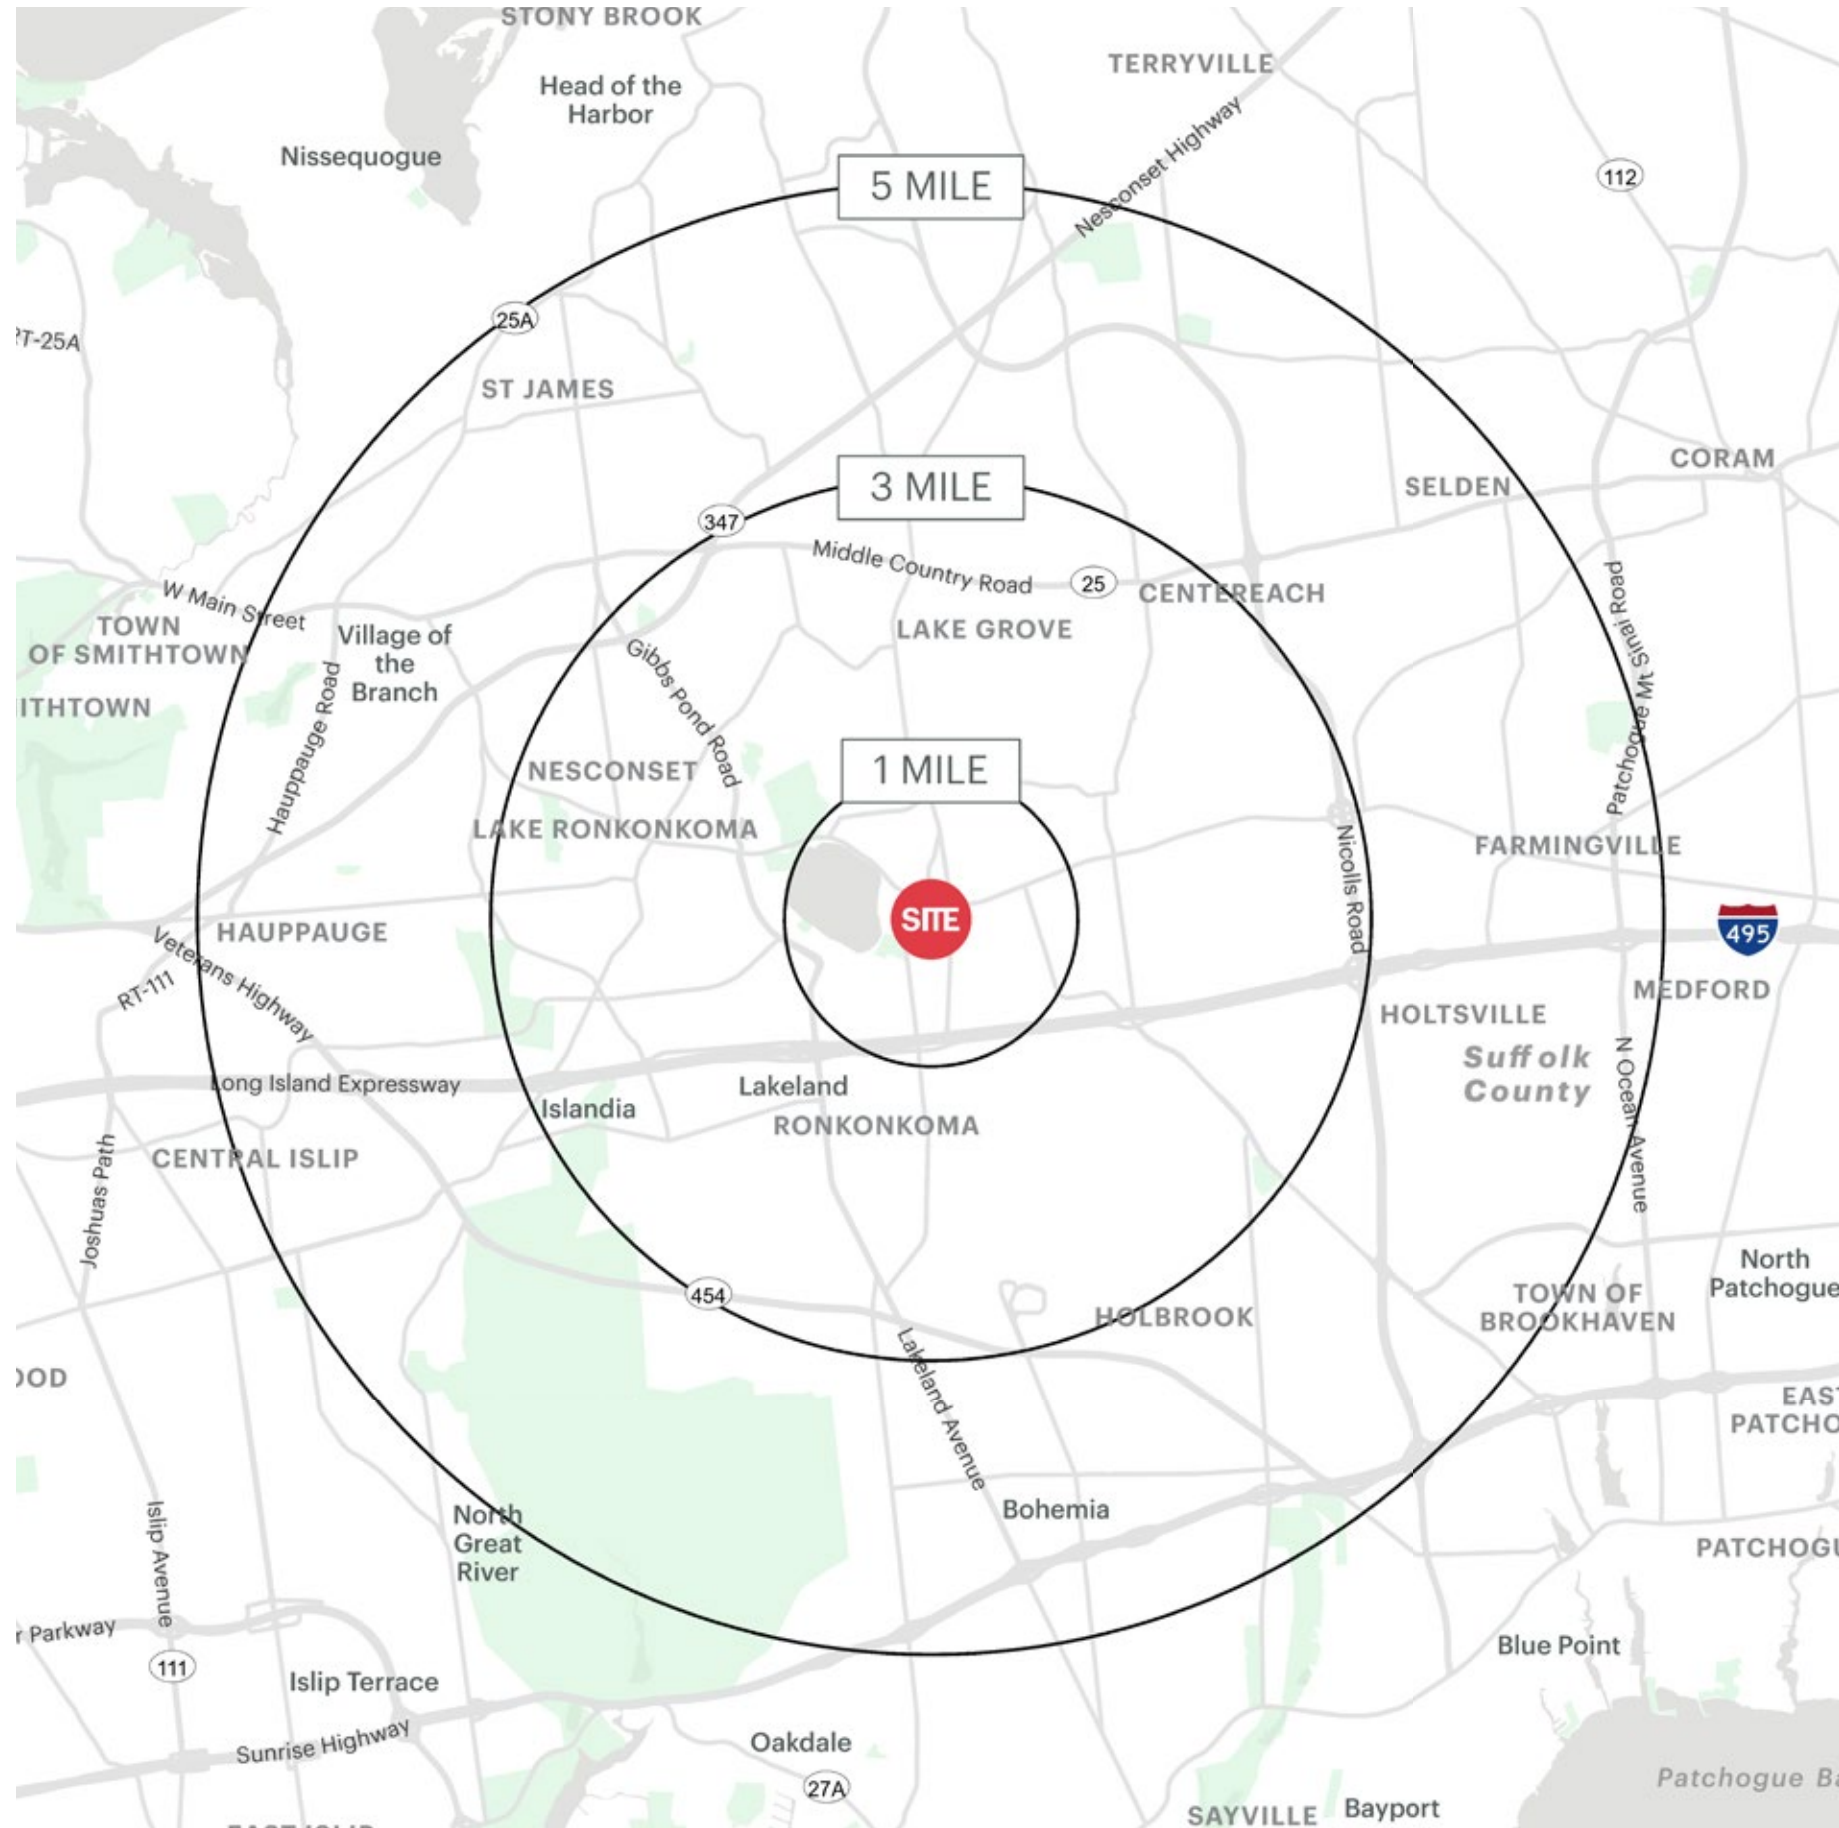 STONY BROOK
TERRYVILLE
Head of the
Harbor
Nesconset Highway
Nissequogue
112
5 MILE
25A
RT-25A
ST JAMES
CORAM
3 MILE
SELDEN
347
Middle Country Road
25
CENTEREACH
W Main Street
TOWN
OF SMITHTOWN
Village of
the
Branch
LAKE GROVE
Patchogue Mt Sinai Road
Gibbs Pond Road
ITHTOWN
Hauppauge Road
NESCONSET
1 MILE
LAKE RONKONKOMA
FARMINGVILLE
Nicolls Road
SITE
HAUPPAUGE
495
Veterans Highway
RT-111
MEDFORD
HOLTSVILLE
Suffolk
County
Long Island Expressway
Lakeland
Islandia
RONKONKOMA
N Ocean Avenue
CENTRAL ISLIP
Joshuas Path
North
Patchogue
454
TOWN OF
BROOKHAVEN
HOLBROOK
Lakeland Avenue
OOD
EAST
PATCHO
North
Great
River
Bohemia
Islip Avenue
PATCHOGU
r Parkway
111
Blue Point
Islip Terrace
Sunrise Highway
Oakdale
27A
Patchogue Ba
SAYVILLE
Bayport
EAST ISLIP